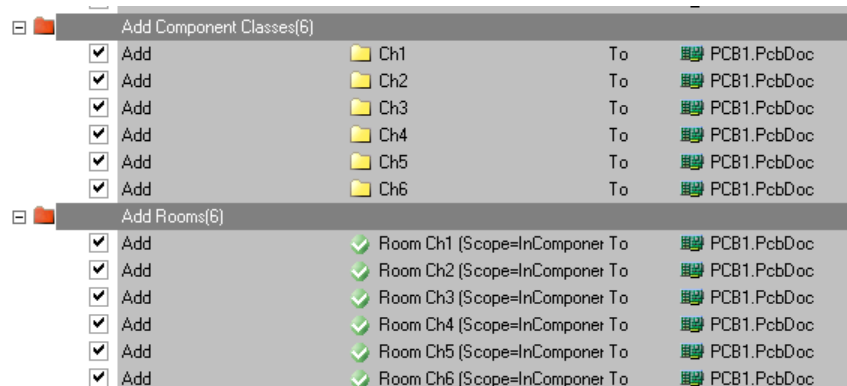 Add Component Classes(6)
Add Ch1 To PCB1.PcbDoc
Add Ch2 To PCB1.PcbDoc
Add Ch3 To PCB1.PcbDoc
Add Ch4 To PCB1.PcbDoc
Add Ch5 To PCB1.PcbDoc
Add Ch6 To PCB1.PcbDoc
Add Rooms(6)
Add Room Ch1 (Scope=InComponer To PCB1.PcbDoc
Add Room Ch2 (Scope=InComponer To PCB1.PcbDoc
Add Room Ch3 (Scope=InComponer To PCB1.PcbDoc
Add Room Ch4 (Scope=InComponer To PCB1.PcbDoc
Add Room Ch5 (Scope=InComponer To PCB1.PcbDoc
Add Room Ch6 (Scope=InComponer To PCB1.PcbDoc